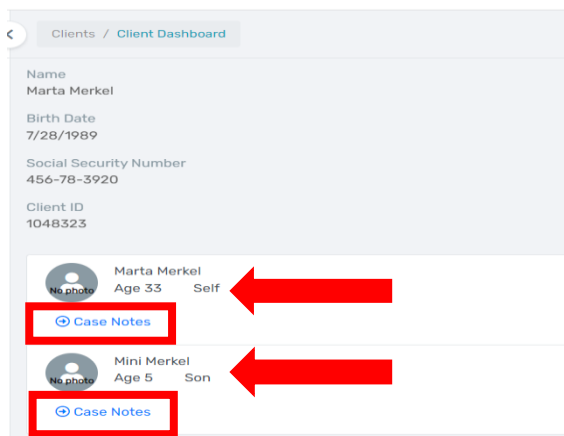 Clients / Client Dashboard
Name
Marta Merkel
Birth Date
7/28/1989
Social Security Number
456-78-3920
Client ID
1048323
Marta Merkel
No photo
Age 33 Self
Case Notes
Mini Merkel
No photo
Age 5 Son
Case Notes